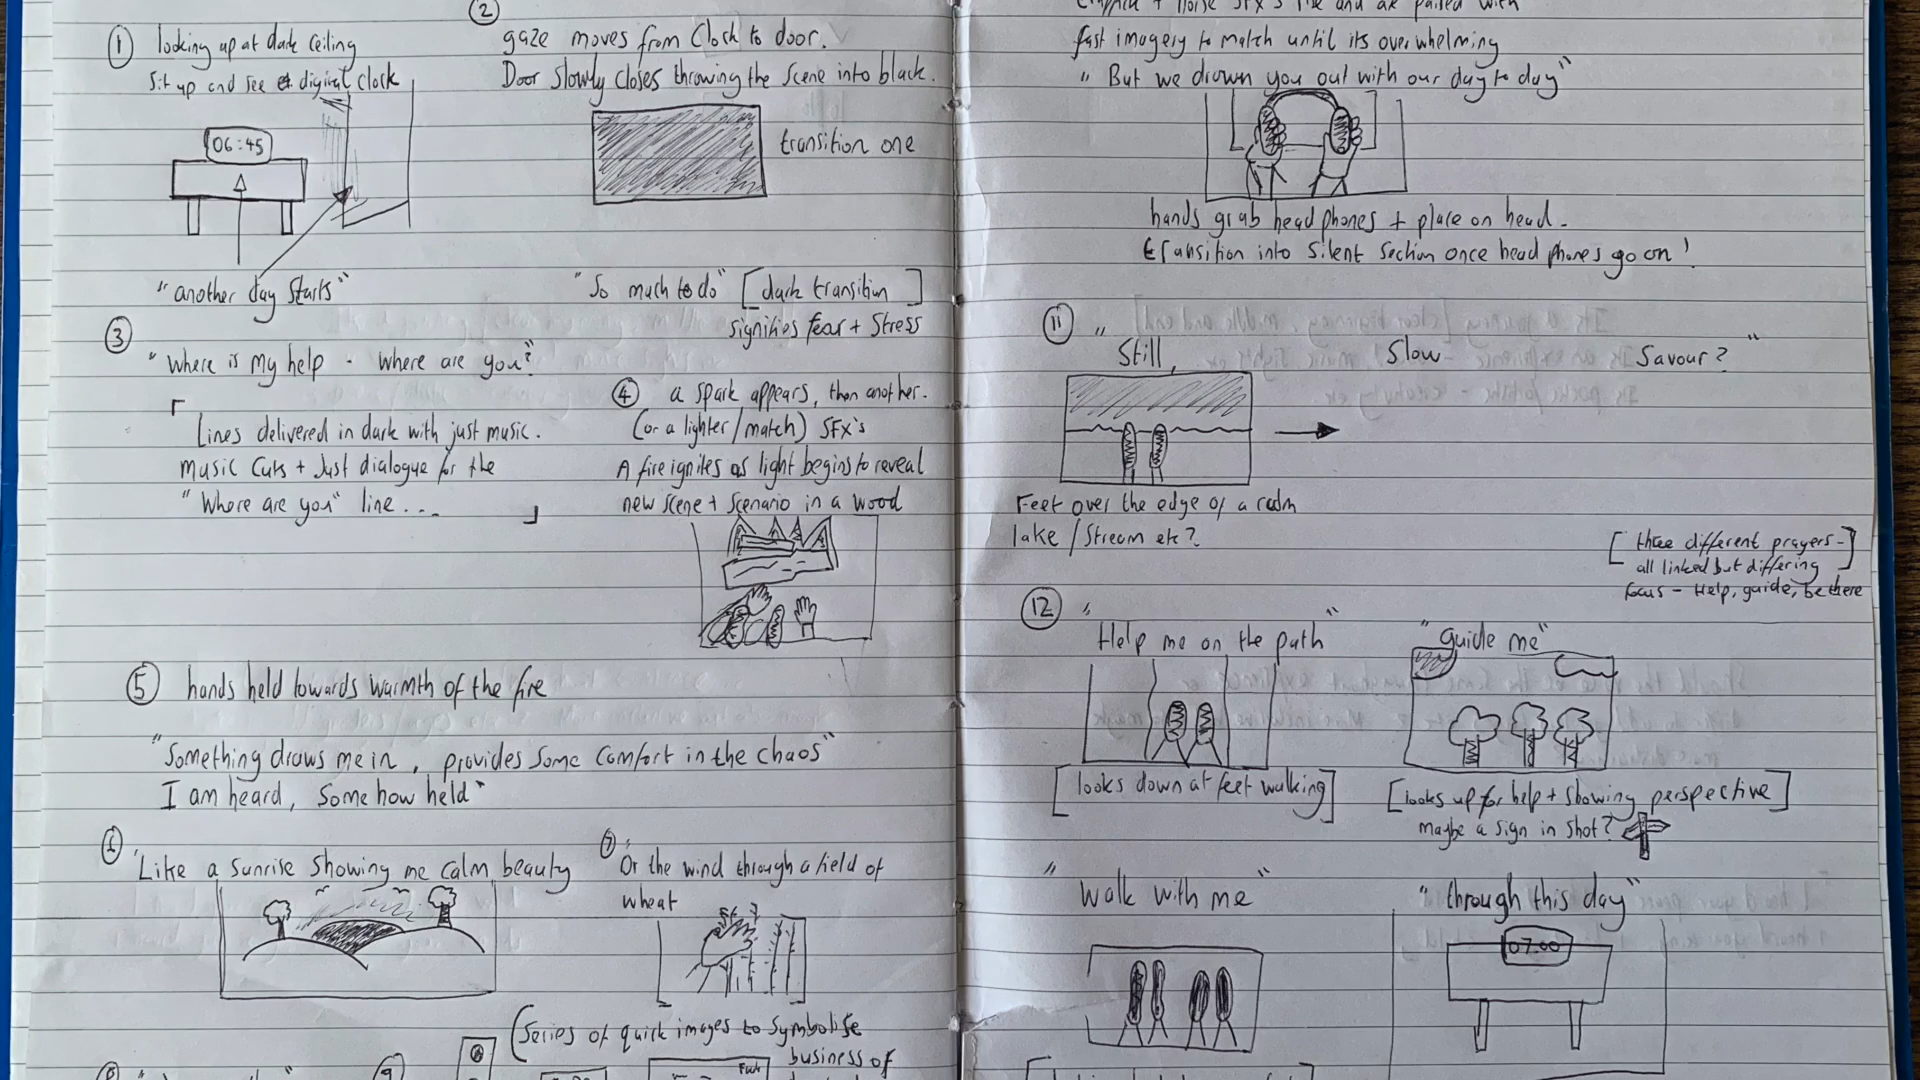 ① looking up at dark ceiling
sit up and see digital clock
06:45
"another day starts"
②
gaze moves from clock to door.
Door slowly closes throwing the scene into black.
transition one
"So much to do" [dark transition]
signifies fear + stress
③
"Where is my help - where are you?"
Lines delivered in dark with just music.
music cuts + Just dialogue for the
"Where are you" line...
④ a spark appears, then another.
(or a lighter/match) SFX's
A fire ignites as light begins to reveal
new scene + scenario in a wood
⑤ hands held towards warmth of the fire
"Something draws me in, provides some comfort in the chaos"
I am heard, somehow held"
⑥
'Like a sunrise showing me calm beauty
⑦
"Or the wind through a field of
wheat
(Series of quick images to symbolise
business of
⑧
⑨
+ noise SFX's rise and are paired with
fast imagery to match until its overwhelming
"But we drown you out with our day to day"
hands grab headphones + place on head.
transition into silent section once head phones go on!
⑪ "Still, Slow Savour?"
Feet over the edge of a calm
lake/stream etc?
[three different prayers-]
all linked but differing
focus - Help, guide, be there
⑫
"Help me on the path" "Guide me"
[looks down at feet walking] [looks up for help + showing perspective]
maybe a sign in shot?
"Walk with me" "through this day"
07:00